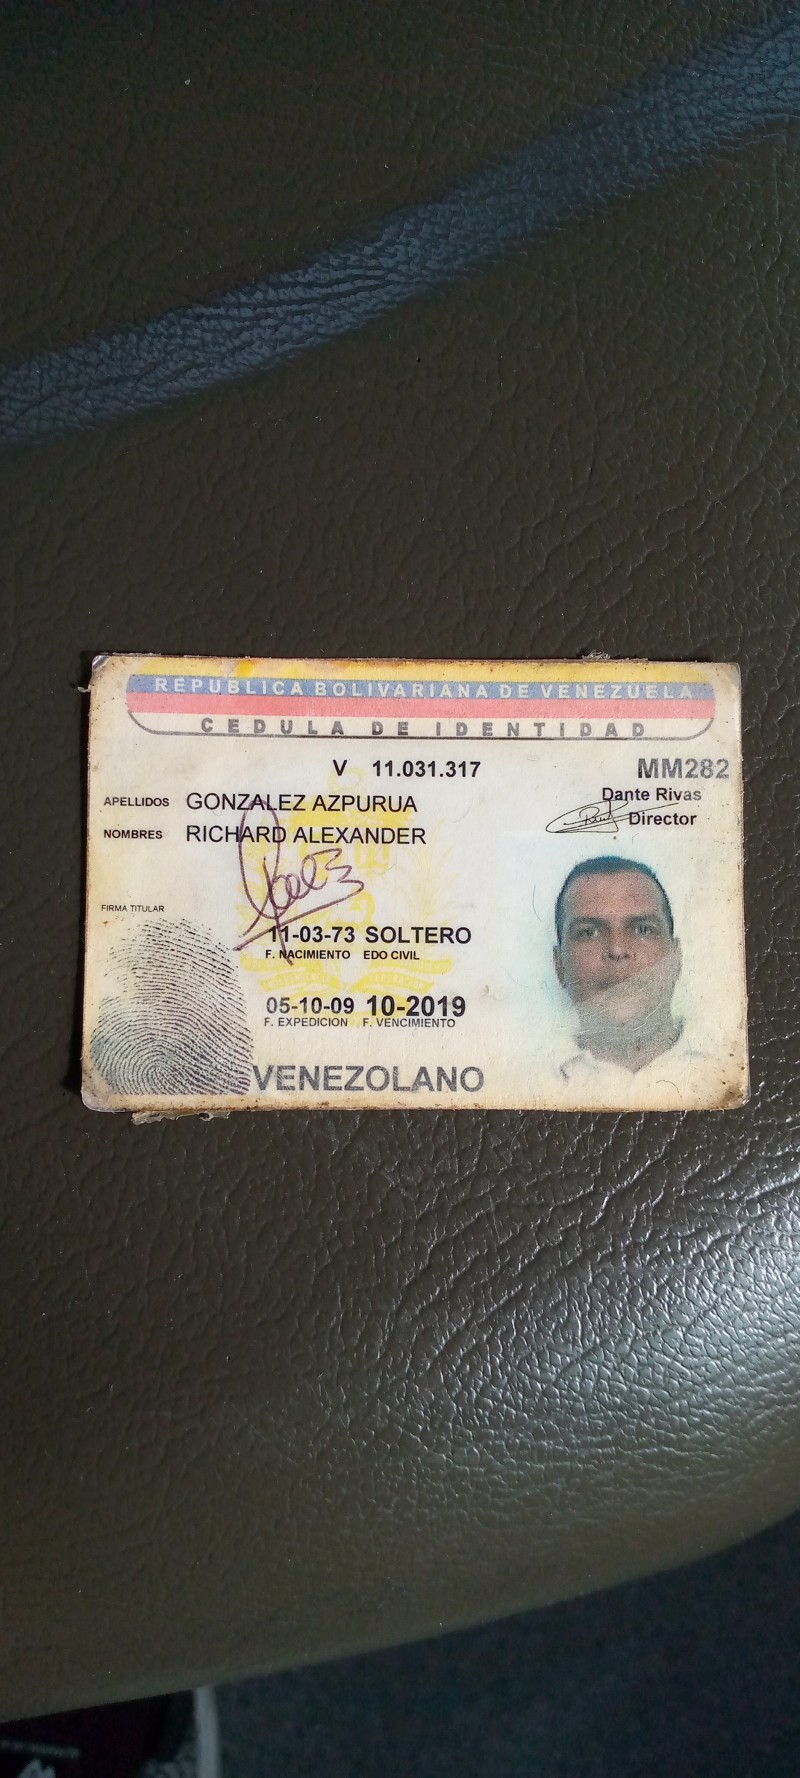 REPUBLICA BOLIVARIANA DE VENEZUELA
CEDULA DE IDENTIDAD
V 11.031.317 MM282
APELLIDOS GONZALEZ AZPURUA Dante Rivas
NOMBRES RICHARD ALEXANDER Director
FIRMA TITULAR
11-03-73 SOLTERO
F. NACIMIENTO EDO CIVIL
05-10-09 10-2019
F. EXPEDICION F. VENCIMIENTO
VENEZOLANO